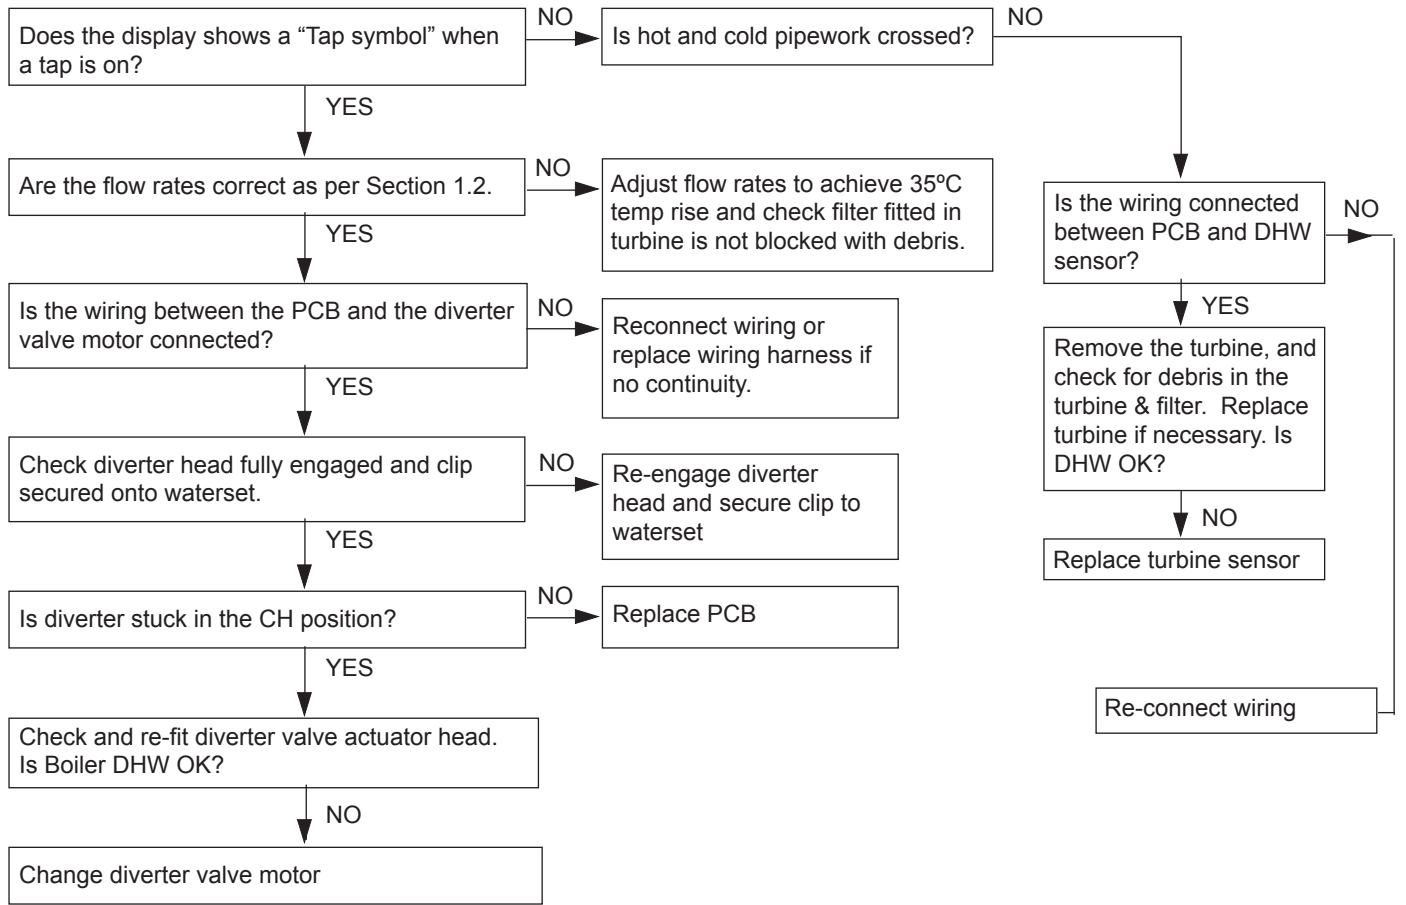 Does the display shows a “Tap symbol” when
a tap is on?
NO
Is hot and cold pipework crossed?
NO
YES
Are the flow rates correct as per Section 1.2.
NO
Adjust flow rates to achieve 35ºC
temp rise and check filter fitted in
turbine is not blocked with debris.
YES
Is the wiring connected
between PCB and DHW
sensor?
NO
YES
Is the wiring between the PCB and the diverter
valve motor connected?
NO
Reconnect wiring or
replace wiring harness if
no continuity.
YES
Remove the turbine, and
check for debris in the
turbine & filter. Replace
turbine if necessary. Is
DHW OK?
NO
Replace turbine sensor
Check diverter head fully engaged and clip
secured onto waterset.
NO
Re-engage diverter
head and secure clip to
waterset
YES
Is diverter stuck in the CH position?
NO
Replace PCB
YES
Re-connect wiring
Check and re-fit diverter valve actuator head.
Is Boiler DHW OK?
NO
Change diverter valve motor